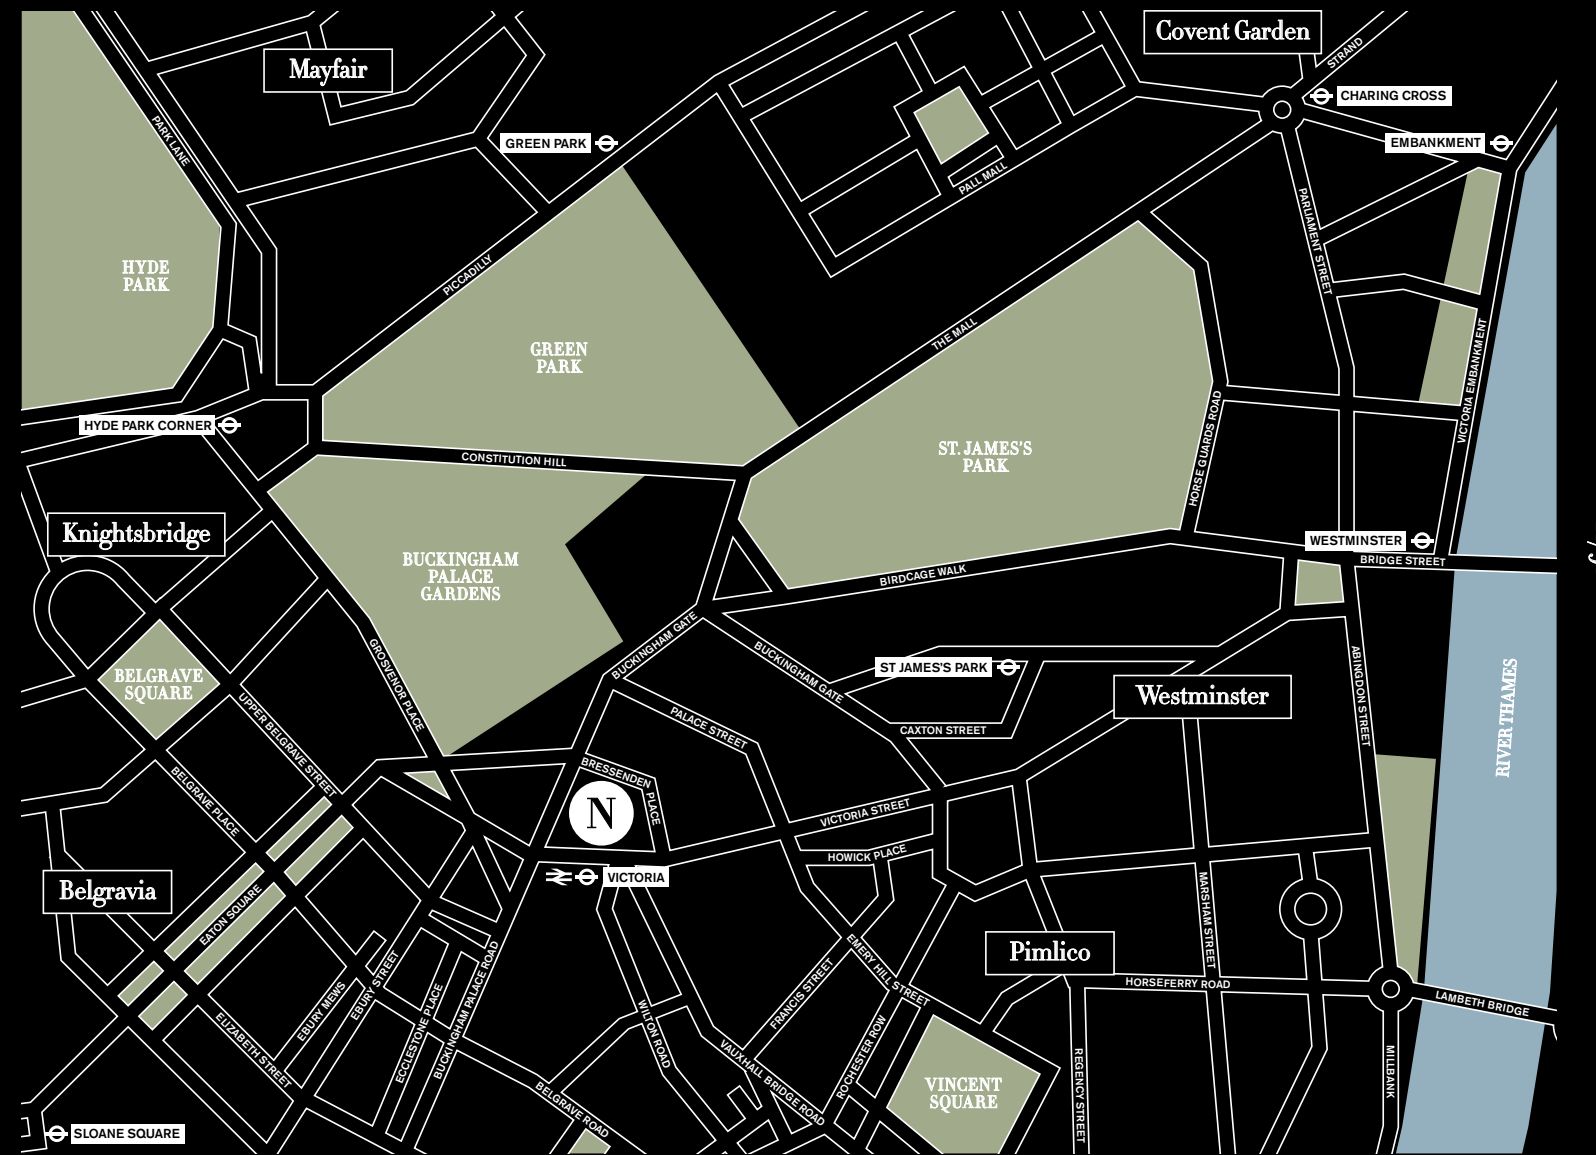 Covent Garden
STRAND
Mayfair
CHARING CROSS
PARK LANE
GREEN PARK
EMBANKMENT
PALL MALL
PARLIAMENT STREET
HYDE
PARK
PICCADILLY
THE MALL
GREEN
PARK
VICTORIA EMBANKMENT
HYDE PARK CORNER
HORSE GUARDS ROAD
CONSTITUTION HILL
ST. JAMES'S
PARK
Knightsbridge
WESTMINSTER
BRIDGE STREET
BUCKINGHAM
PALACE
GARDENS
BIRDCAGE WALK
BUCKINGHAM GATE
BUCKINGHAM GATE
GROSVENOR PLACE
ST JAMES'S PARK
BELGRAVE
SQUARE
Westminster
ABINGDON STREET
RIVER THAMES
UPPER BELGRAVE STREET
PALACE STREET
CAXTON STREET
BELGRAVE PLACE
BRESSENDEN
PLACE
N
VICTORIA STREET
HOWICK PLACE
VICTORIA
Belgravia
EATON SQUARE
MARSHAM STREET
Pimlico
EMERY HILL STREET
HORSEFERRY ROAD
LAMBETH BRIDGE
EBURY STREET
EBURY MEWS
ECCLESTONE PLACE
BUCKINGHAM PALACE ROAD
FRANCIS STREET
WILTON ROAD
ELIZABETH STREET
VAUXHALL BRIDGE ROAD
ROCHESTER ROW
REGENCY STREET
MILLBANK
VINCENT
SQUARE
BELGRAVE ROAD
SLOANE SQUARE